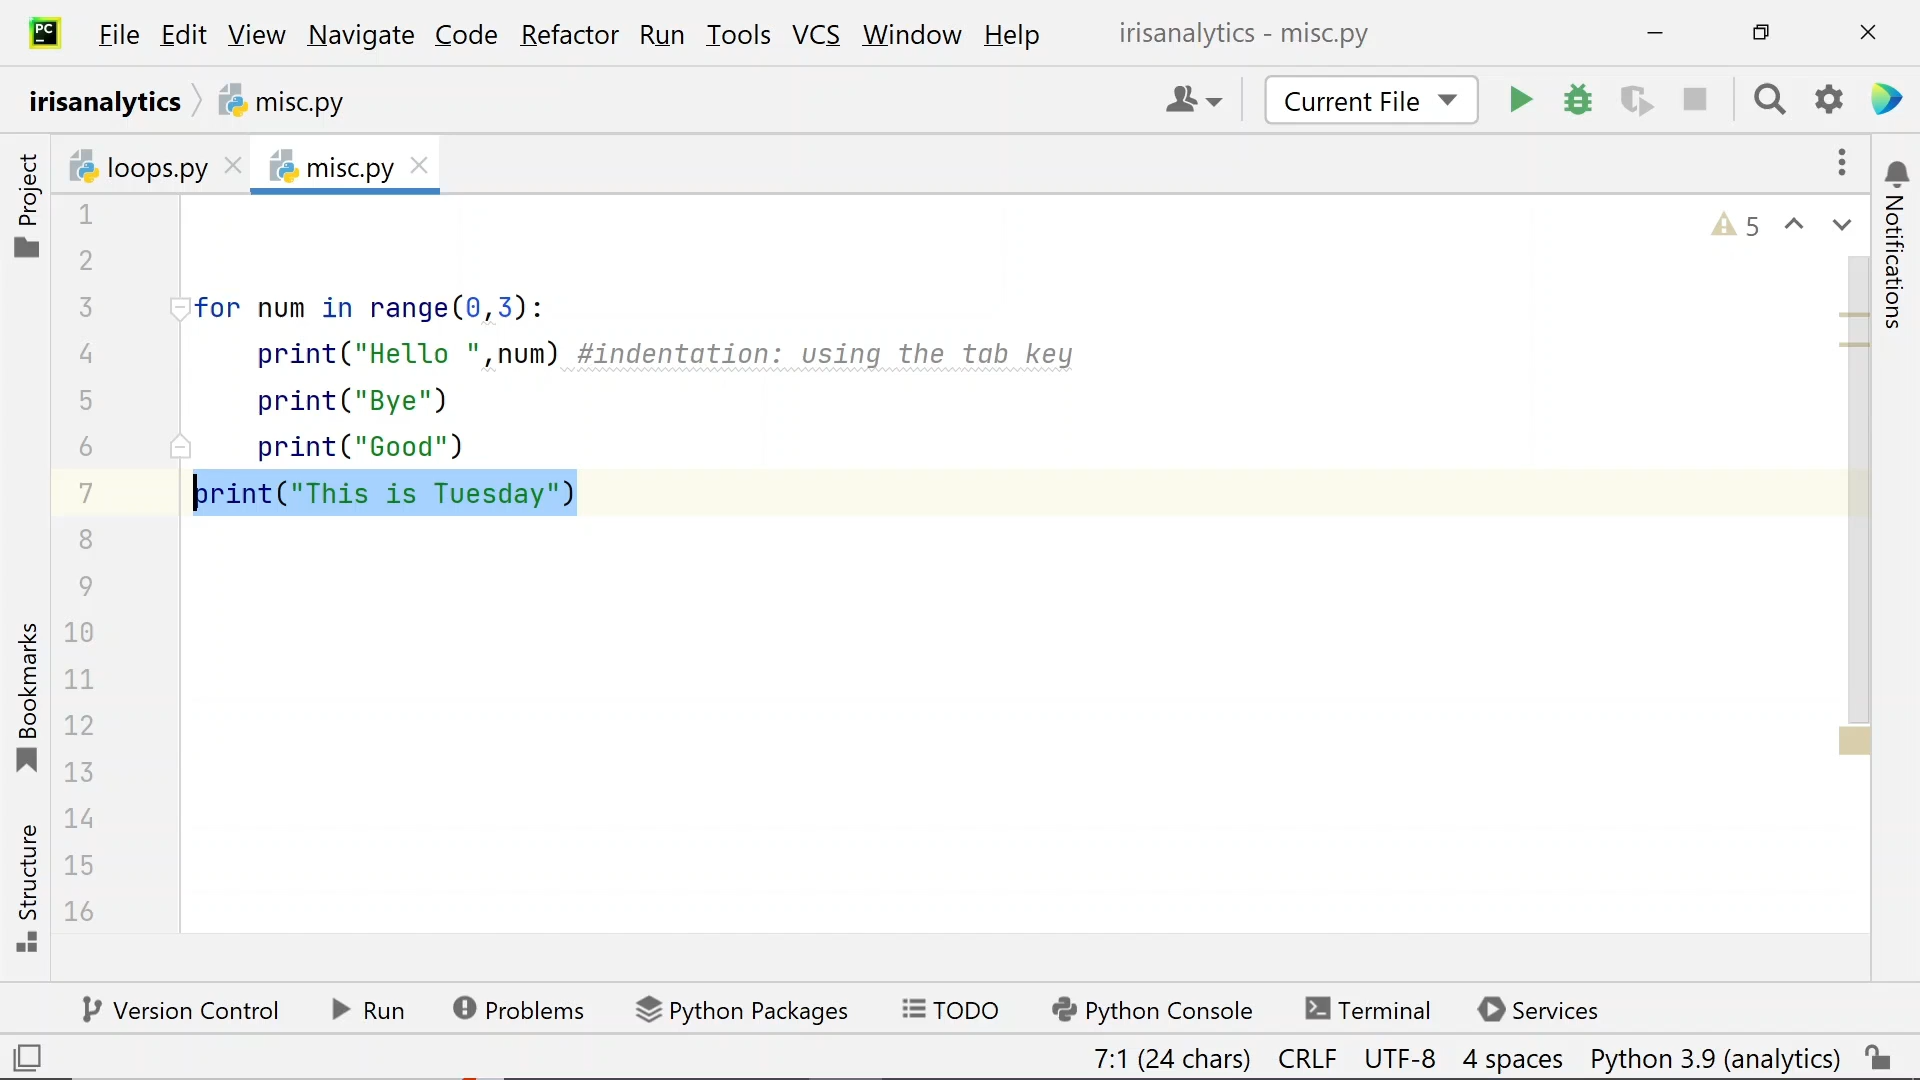 PC File Edit View Navigate Code Refactor Run Tools VCS Window Help irisanalytics - misc.py
irisanalytics misc.py Current File
Project loops.py misc.py
5
Notifications
1
2
3 for num in range(0,3):
4 print("Hello ",num) #indentation: using the tab key
5 print("Bye")
6 print("Good")
7 print("This is Tuesday")
8
9
10
11
12
13
14
15
16
Bookmarks
Structure
Version Control Run Problems Python Packages TODO Python Console Terminal Services
7:1 (24 chars) CRLF UTF-8 4 spaces Python 3.9 (analytics)